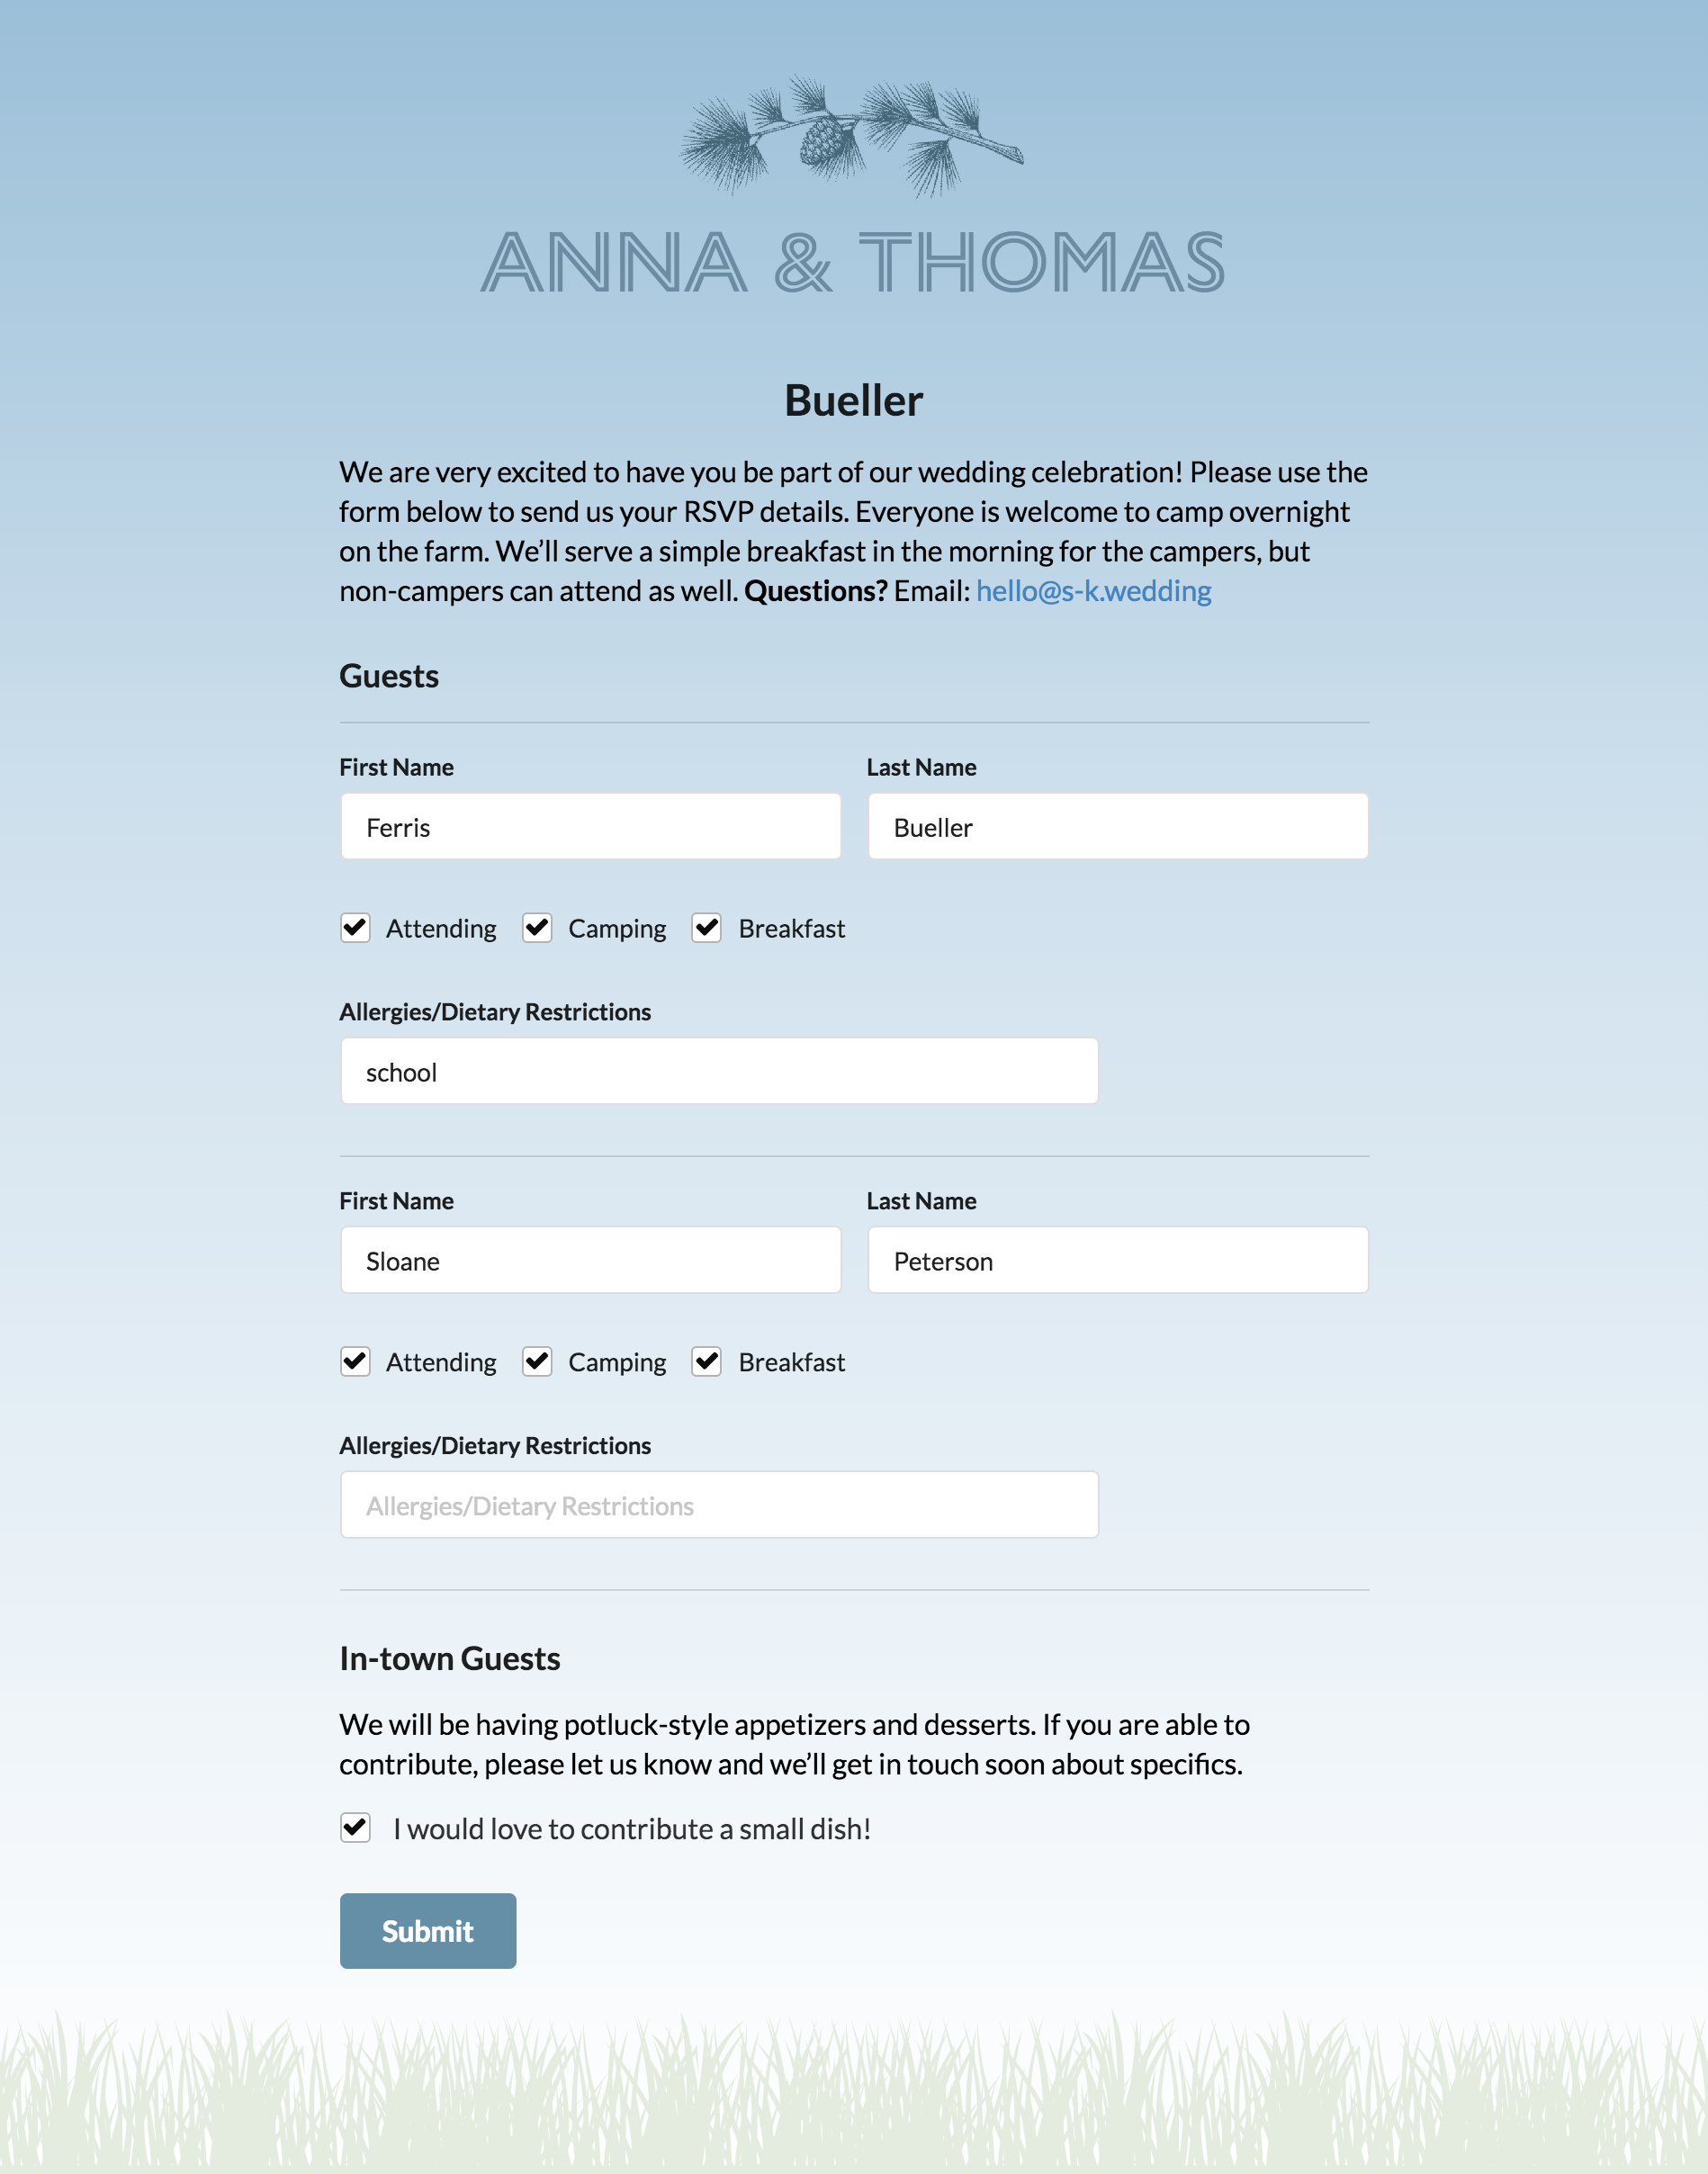 ANNA & THOMAS
Bueller
We are very excited to have you be part of our wedding celebration! Please use the
form below to send us your RSVP details. Everyone is welcome to camp overnight
on the farm. We’ll serve a simple breakfast in the morning for the campers, but
non-campers can attend as well. Questions? Email: hello@s-k.wedding
Guests
First Name Last Name
Ferris Bueller
Attending Camping Breakfast
Allergies/Dietary Restrictions
school
First Name Last Name
Sloane Peterson
Attending Camping Breakfast
Allergies/Dietary Restrictions
Allergies/Dietary Restrictions
In-town Guests
We will be having potluck-style appetizers and desserts. If you are able to
contribute, please let us know and we’ll get in touch soon about specifics.
I would love to contribute a small dish!
Submit